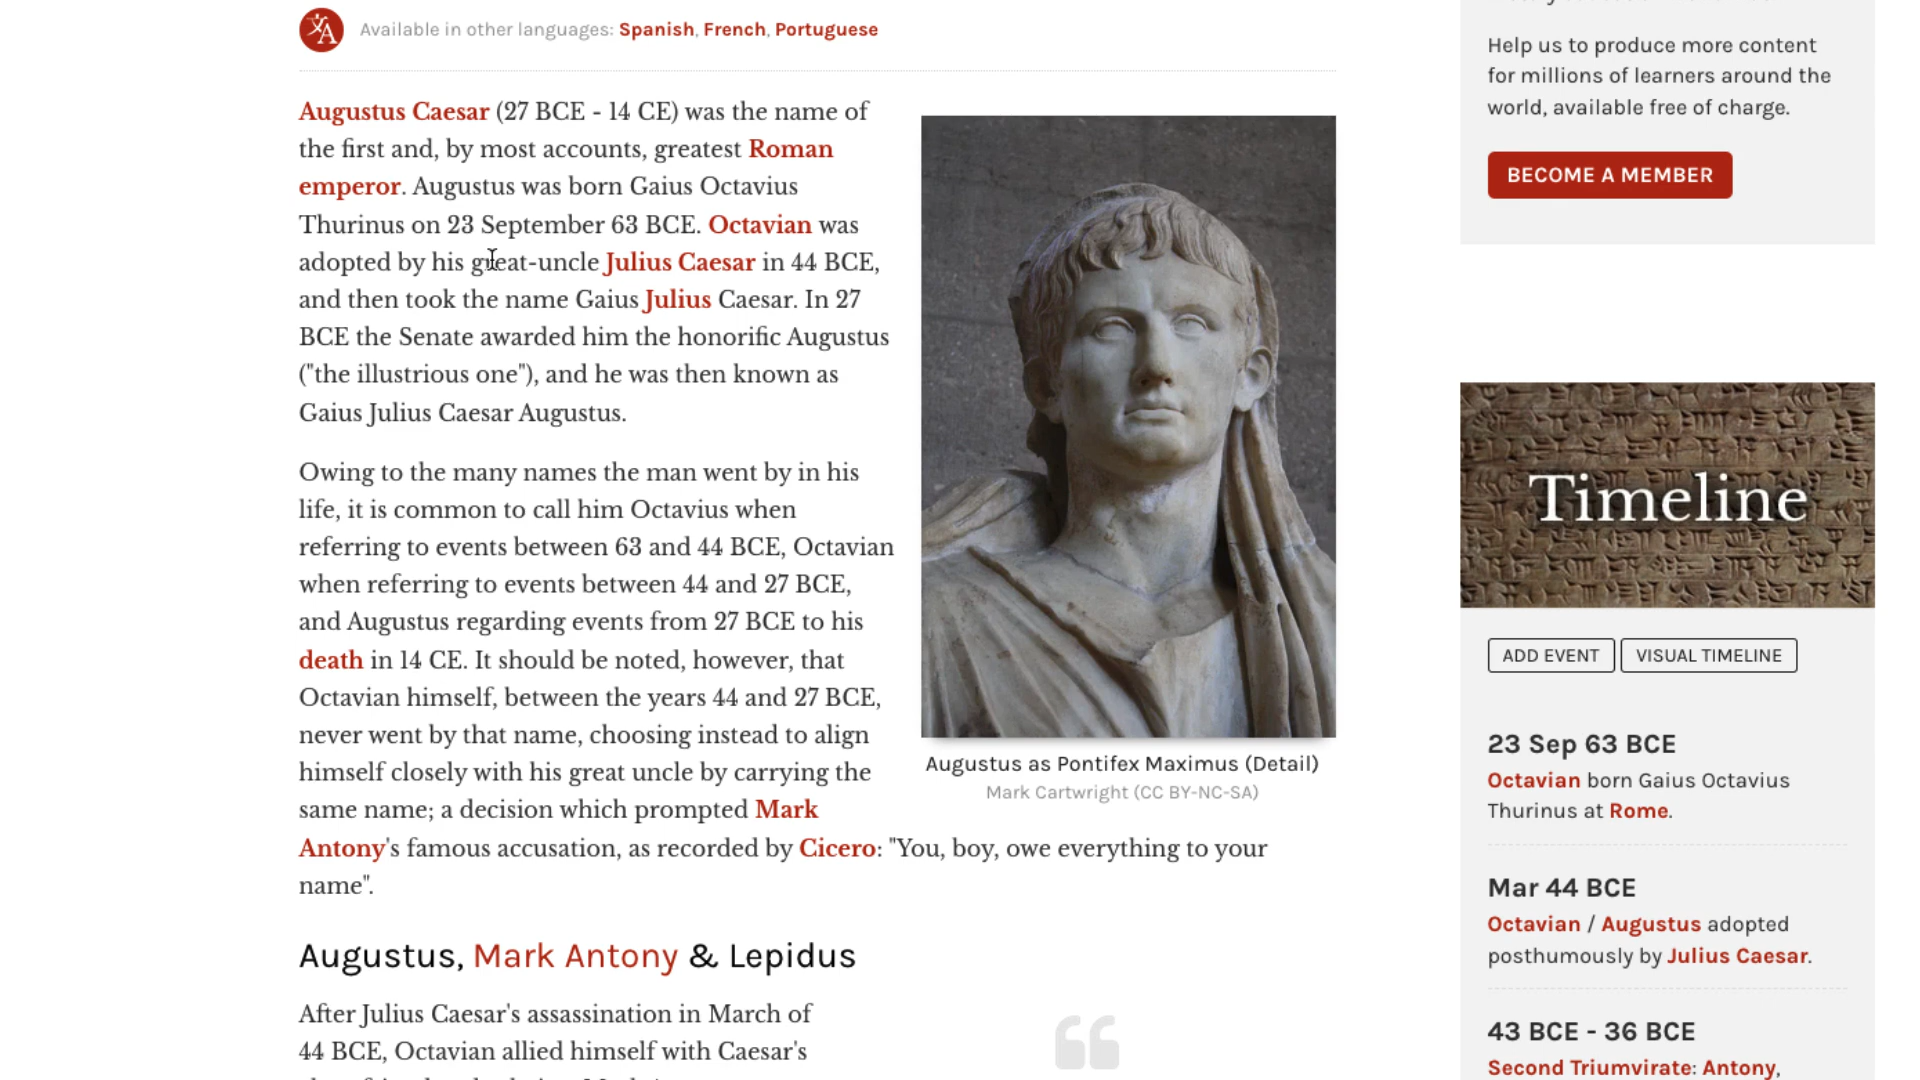 Available in other languages: Spanish, French, Portuguese
Augustus Caesar (27 BCE - 14 CE) was the name of
the first and, by most accounts, greatest Roman
emperor. Augustus was born Gaius Octavius
Thurinus on 23 September 63 BCE. Octavian was
adopted by his great-uncle Julius Caesar in 44 BCE,
and then took the name Gaius Julius Caesar. In 27
BCE the Senate awarded him the honorific Augustus
("the illustrious one"), and he was then known as
Gaius Julius Caesar Augustus.
Owing to the many names the man went by in his
life, it is common to call him Octavius when
referring to events between 63 and 44 BCE, Octavian
when referring to events between 44 and 27 BCE,
and Augustus regarding events from 27 BCE to his
death in 14 CE. It should be noted, however, that
Octavian himself, between the years 44 and 27 BCE,
never went by that name, choosing instead to align
himself closely with his great uncle by carrying the
same name; a decision which prompted Mark
Antony's famous accusation, as recorded by Cicero: "You, boy, owe everything to your
name".
Augustus as Pontifex Maximus (Detail)
Mark Cartwright (CC BY-NC-SA)
Augustus, Mark Antony & Lepidus
After Julius Caesar's assassination in March of
44 BCE, Octavian allied himself with Caesar's
Help us to produce more content
for millions of learners around the
world, available free of charge.
BECOME A MEMBER
Timeline
ADD EVENT VISUAL TIMELINE
23 Sep 63 BCE
Octavian born Gaius Octavius
Thurinus at Rome.
Mar 44 BCE
Octavian / Augustus adopted
posthumously by Julius Caesar.
43 BCE - 36 BCE
Second Triumvirate: Antony,